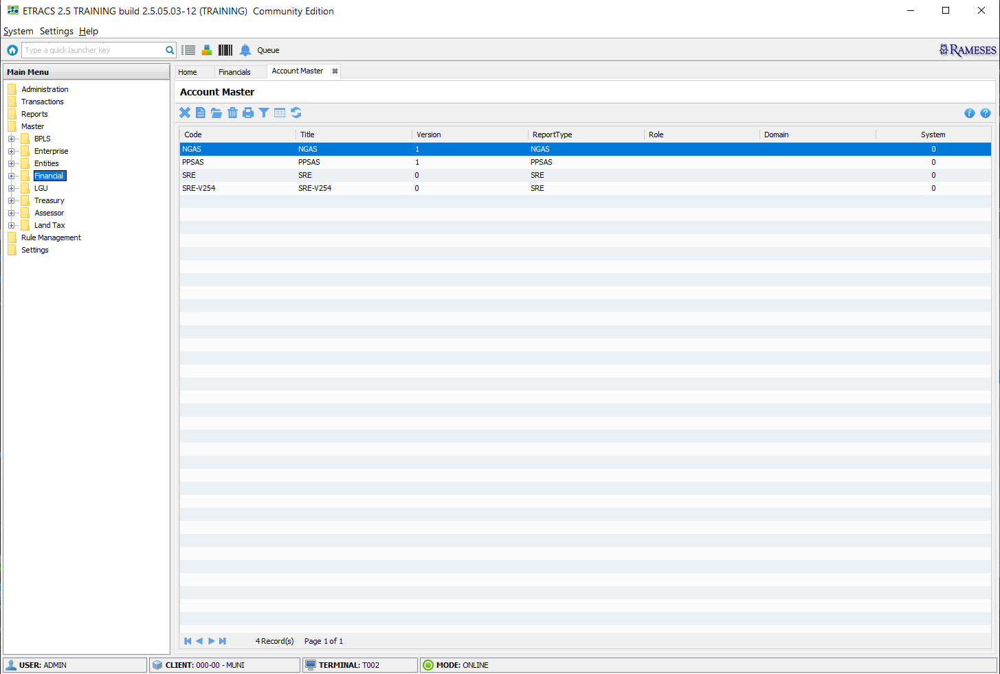 ETRACS 2.5 TRAINING build 2.5.05.03-12 (TRAINING)  Community Edition
System Settings Help
Type a quick launcher key Queue RAMESES
Main Menu
Administration
Transactions
Reports
Master
BPLS
Enterprise
Entities
Financial
LGU
Treasury
Assessor
Land Tax
Rule Management
Settings
Home Financials Account Master
Account Master
Code Title Version ReportType Role Domain System
NGAS NGAS 1 NGAS 0
PPSAS PPSAS 1 PPSAS 0
SRE SRE 0 SRE 0
SRE-V254 SRE-V254 0 SRE 0
4 Record(s) Page 1 of 1
USER: ADMIN CLIENT: 000-00 - MUNI TERMINAL: T002 MODE: ONLINE